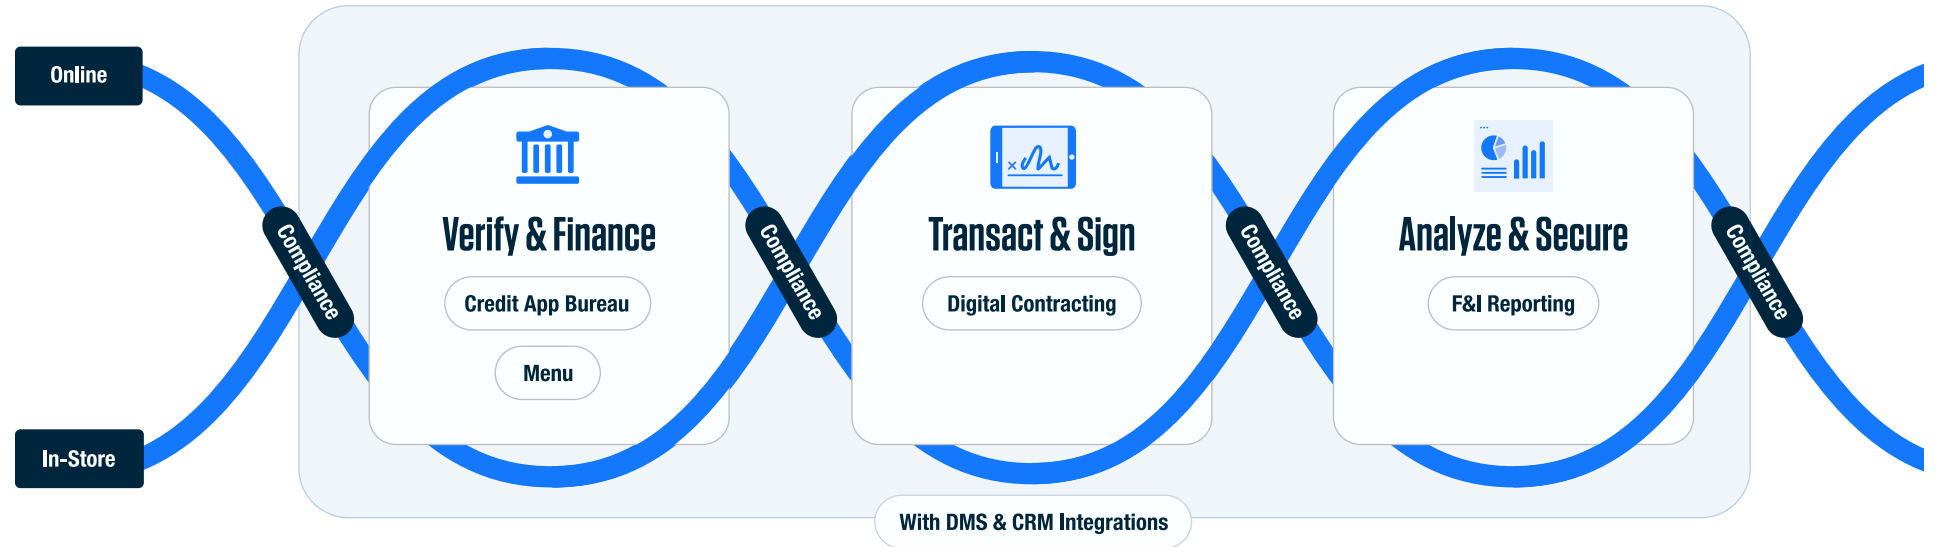 Online
In-Store
Compliance
Verify & Finance
Credit App Bureau
Menu
Compliance
Transact & Sign
Digital Contracting
Compliance
Analyze & Secure
F&I Reporting
Compliance
With DMS & CRM Integrations